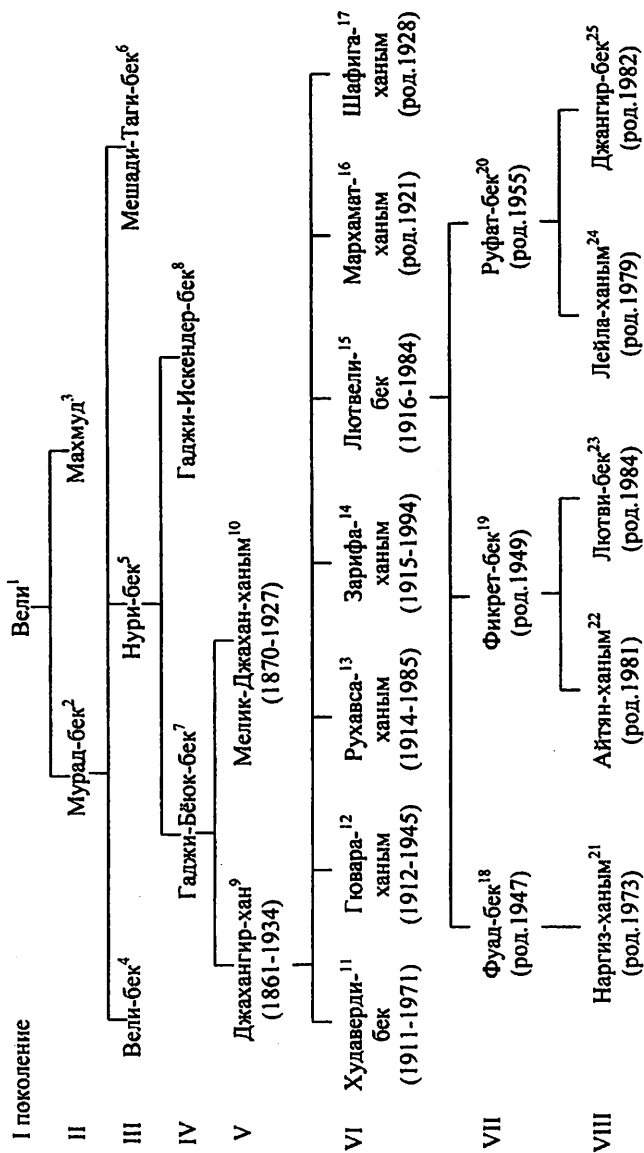 I поколение Вели¹
II Мурад-бек² Махмуд³
III Вели-бек⁴ Нури-бек⁵ Мешади-Таги-бек⁶
IV Гаджи-Бёюк-бек⁷ Гаджи-Искендер-бек⁸
V Джахангир-хан⁹ Мелик-Джахан-ханым¹⁰
(1861-1934) (1870-1927)
VI Худаверди-¹¹ Гювара-¹² Рухавса-¹³ Зарифа-¹⁴ Лютвели-¹⁵ Мархамат-¹⁶ Шафига-¹⁷
бек ханым ханым ханым бек ханым ханым
(1911-1971) (1912-1945) (1914-1985) (1915-1994) (1916-1984) (род.1921) (род.1928)
VII Фуад-бек¹⁸ Фикрет-бек¹⁹ Руфат-бек²⁰
(род.1947) (род.1949) (род.1955)
VIII Наргиз-ханым²¹ Айтян-ханым²² Лютви-бек²³ Лейла-ханым²⁴ Джангир-бек²⁵
(род.1973) (род.1981) (род.1984) (род.1979) (род.1982)